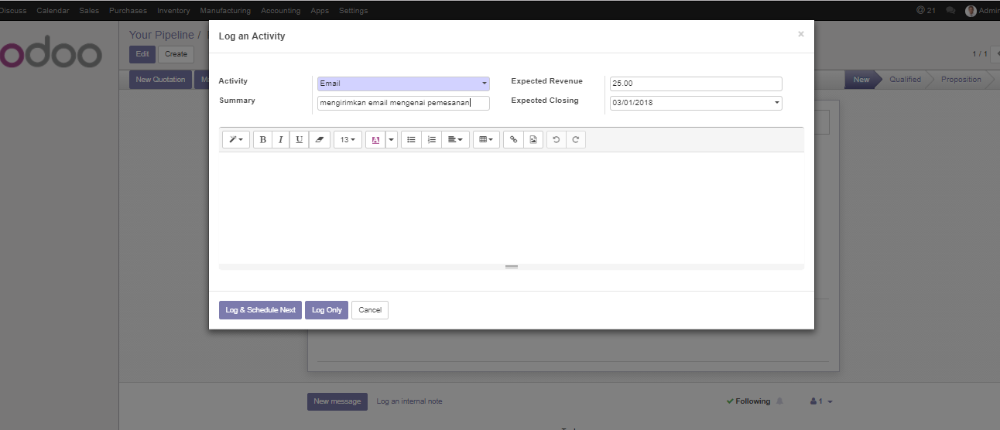 Discuss Calendar Sales Purchases Inventory Manufacturing Accounting Apps Settings @ 21 Admin
odoo
Your Pipeline /
Edit Create
1 / 1
New Quotation
New Qualified Proposition
Log an Activity ×
Activity Email Expected Revenue 25.00
Summary mengirimkan email mengenai pemesanan Expected Closing 03/01/2018
B I U 13 A
Log & Schedule Next Log Only Cancel
New message Log an internal note Following 1